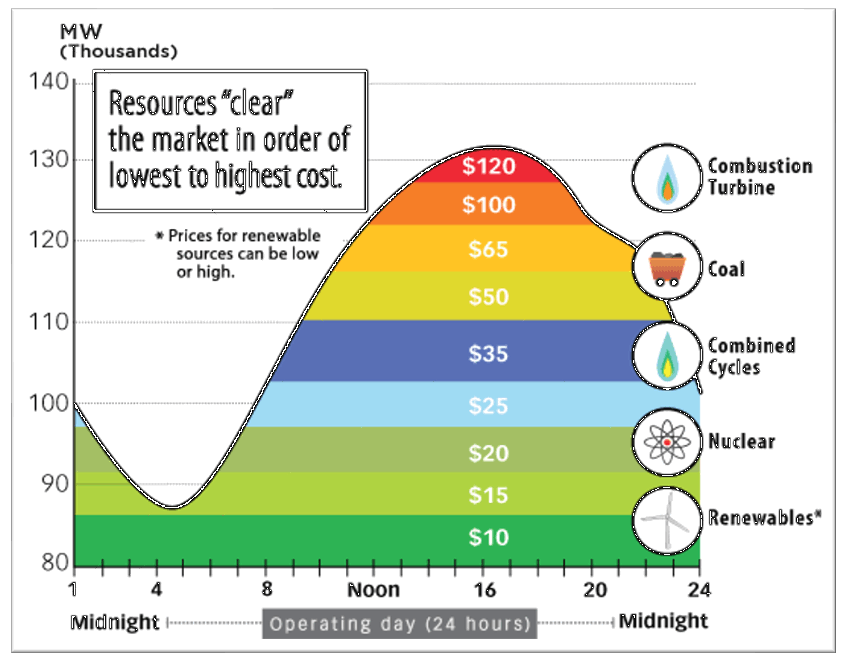 MW
(Thousands)
140
Resources "clear"
the market in order of
lowest to highest cost.
130
$120
Combustion
Turbine
$100
120
* Prices for renewable
sources can be low
or high.
$65
Coal
$50
110
$35
Combined
Cycles
100
$25
Nuclear
$20
90
$15
Renewables*
$10
80
1 4 8 Noon 16 20 24
Midnight Operating day (24 hours) Midnight